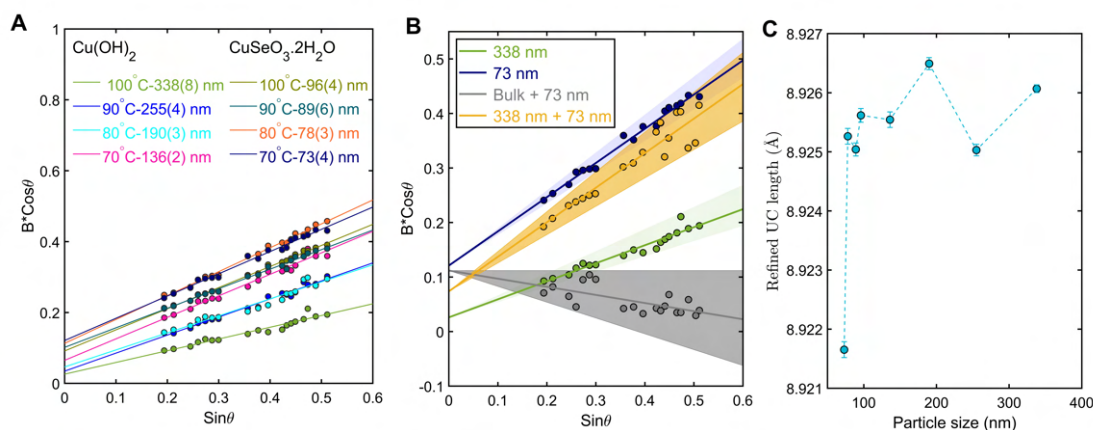 A
Cu(OH)2
CuSeO3.2H2O
100°C-338(8) nm
100°C-96(4) nm
90°C-255(4) nm
90°C-89(6) nm
80°C-190(3) nm
80°C-78(3) nm
70°C-136(2) nm
70°C-73(4) nm
B*Cosθ
1
0.8
0.6
0.4
0.2
0
0 0.1 0.2 0.3 0.4 0.5 0.6
Sinθ
B
338 nm
73 nm
Bulk + 73 nm
338 nm + 73 nm
B*Cosθ
0.5
0.4
0.3
0.2
0.1
0
-0.1
0 0.1 0.2 0.3 0.4 0.5 0.6
Sinθ
C
Refined UC length (Å)
8.927
8.926
8.925
8.924
8.923
8.922
8.921
100 200 300 400
Particle size (nm)